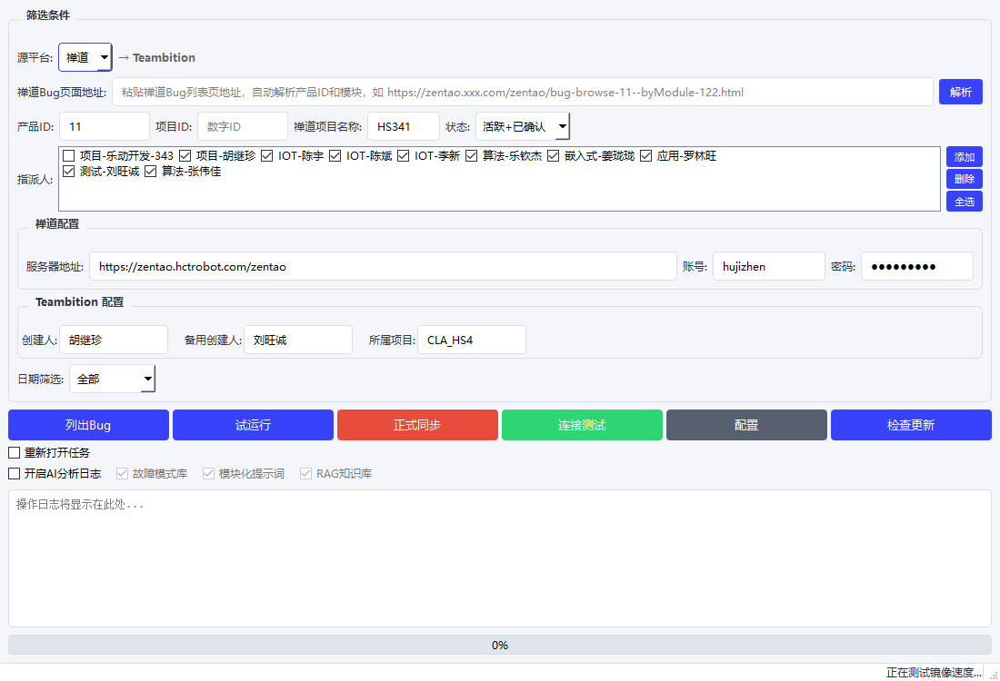 筛选条件
源平台: 禅道 → Teambition
禅道Bug页面地址: 粘贴禅道Bug列表页地址，自动解析产品ID和模块，如 https://zentao.xxx.com/zentao/bug-browse-11--byModule-122.html 解析
产品ID: 11 项目ID: 数字ID 禅道项目名称: HS341 状态: 活跃+已确认
项目-乐动开发-343 项目-胡继珍 IOT-陈宇 IOT-陈斌 IOT-李新 算法-乐钦杰 嵌入式-姜珑珑 应用-罗林旺 添加
测试-刘旺诚 算法-张伟佳
指派人: 删除
全选
禅道配置
服务器地址: https://zentao.hctrobot.com/zentao 账号: hujizhen 密码: ●●●●●●●●●
Teambition 配置
创建人: 胡继珍 备用创建人: 刘旺诚 所属项目: CLA_HS4
日期筛选: 全部
列出Bug 试运行 正式同步 连接测试 配置 检查更新
重新打开任务
开启AI分析日志 故障模式库 模块化提示词 RAG知识库
操作日志将显示在此处...
0%
正在测试镜像速度...